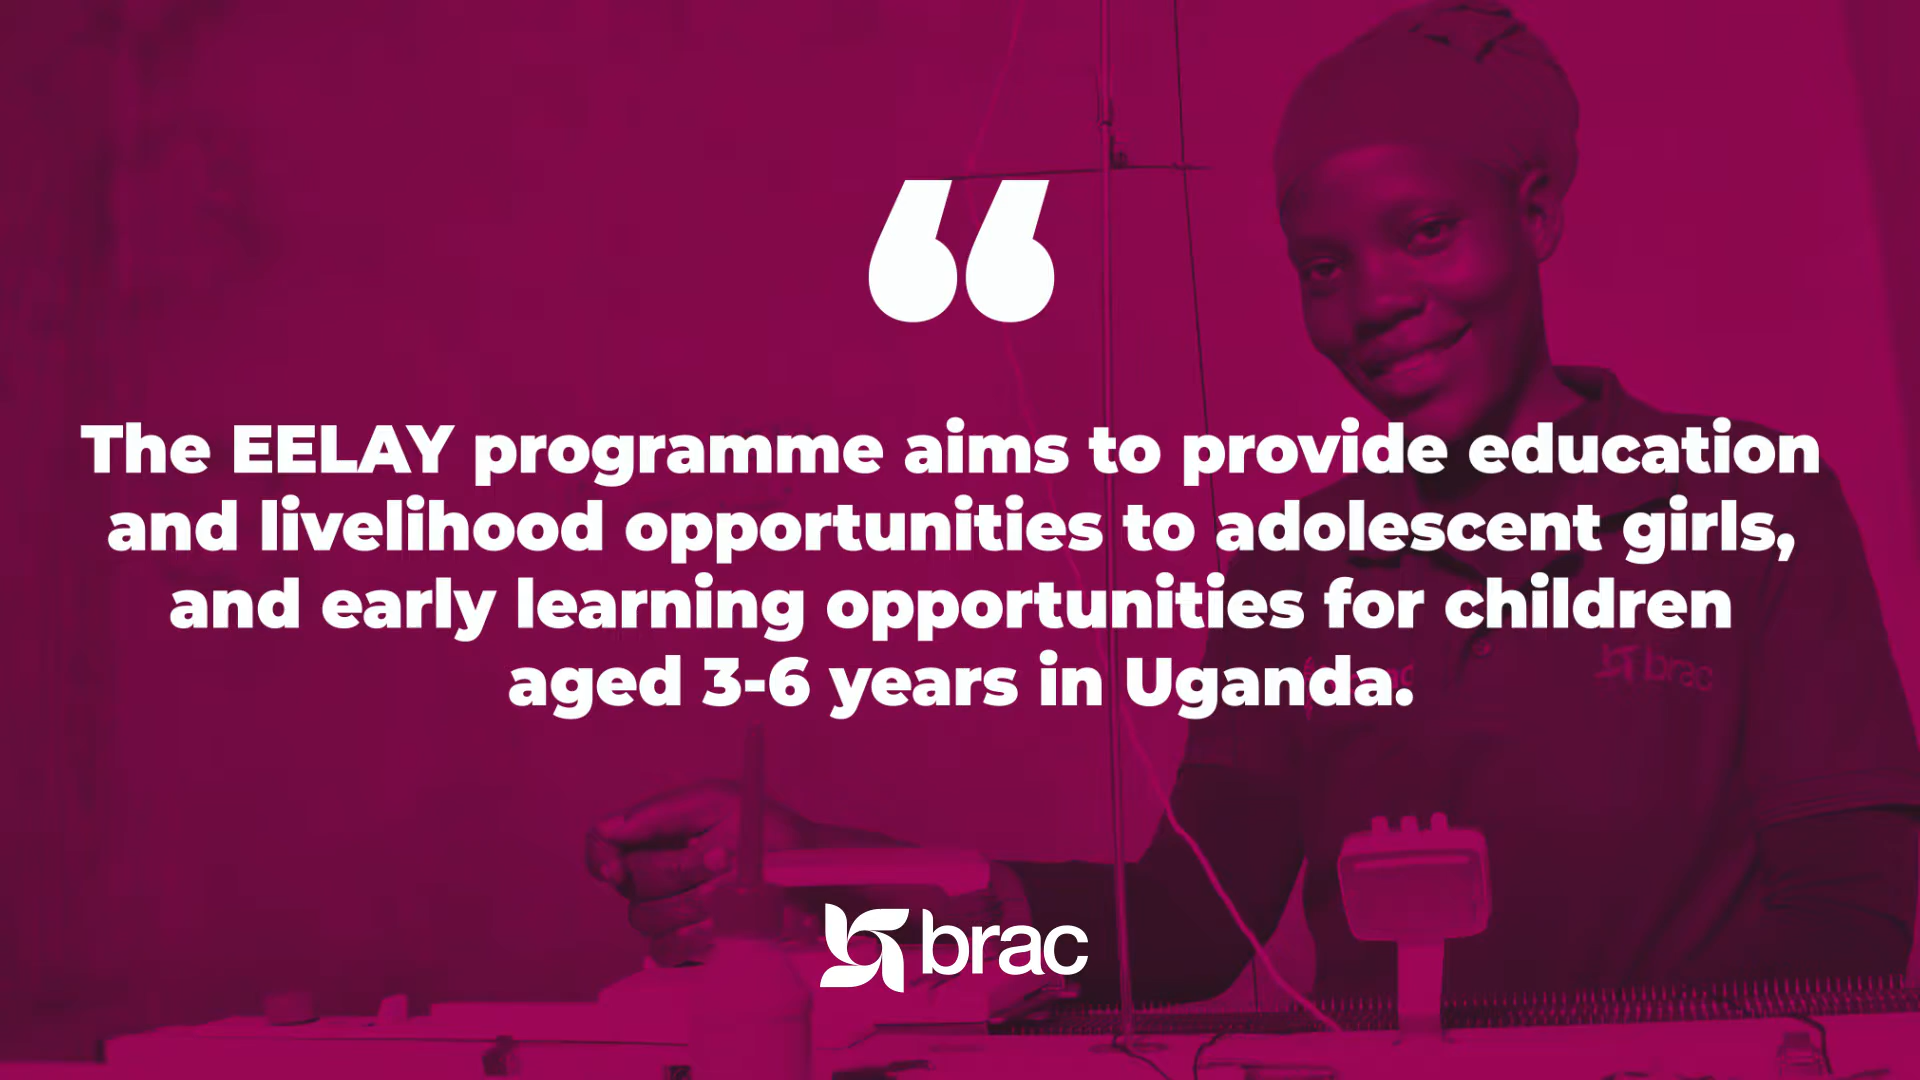 “
The EELAY programme aims to provide education
and livelihood opportunities to adolescent girls,
and early learning opportunities for children
aged 3-6 years in Uganda.
brac
brac